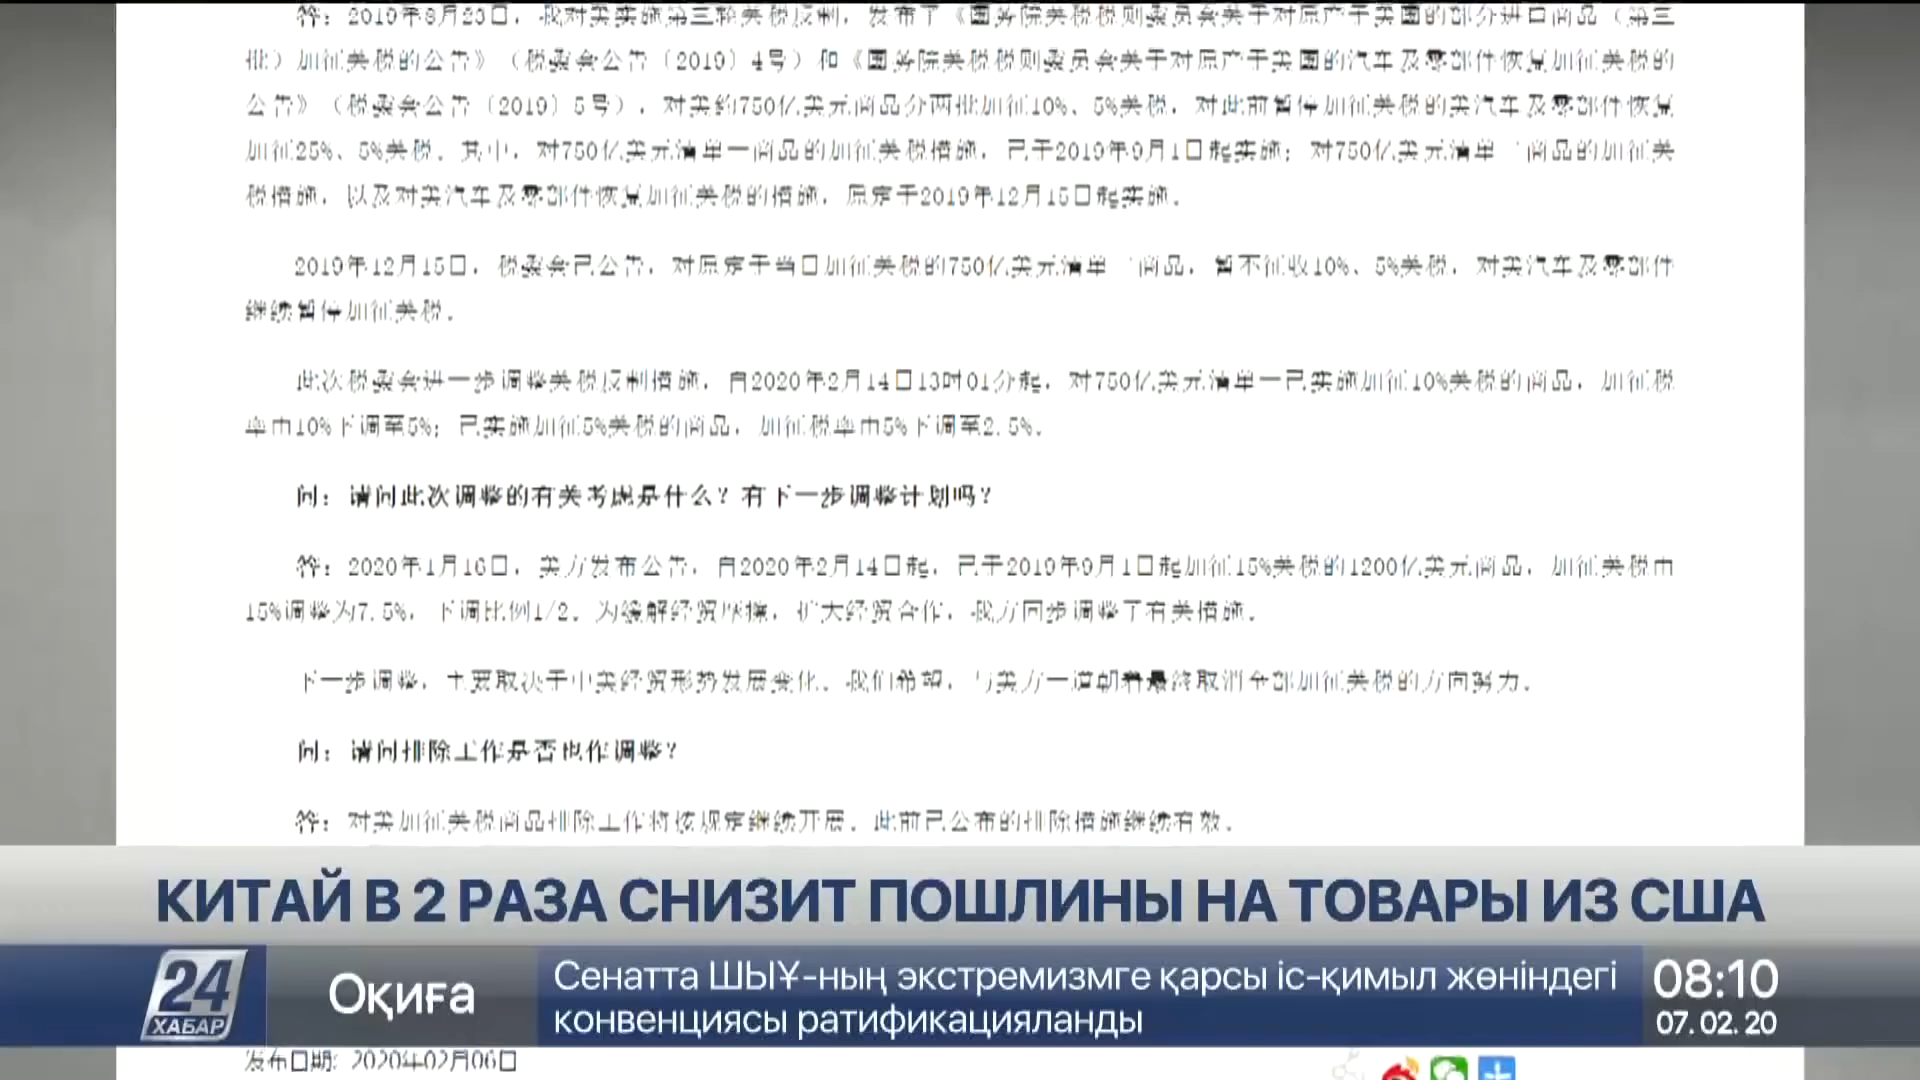 答：2019年8月23日，我对美实施第三轮关税反制，发布了《国务院关税税则委员会关于对原产于美国的部分进口商品（第三
批）加征关税的公告》（税委会公告〔2019〕4号）和《国务院关税税则委员会关于对原产于美国的汽车及零部件恢复加征关税的
公告》（税委会公告〔2019〕5号），对美约750亿美元商品分两批加征10%、5%关税，对此前暂停加征关税的美汽车及零部件恢复
加征25%、5%关税。其中，对750亿美元清单一商品的加征关税措施，已于2019年9月1日起实施；对750亿美元清单二商品的加征关
税措施，以及对美汽车及零部件恢复加征关税的措施，原定于2019年12月15日起实施。
2019年12月15日，税委会已公告，对原定于当日加征关税的750亿美元清单二商品，暂不征收10%、5%关税，对美汽车及零部件
继续暂停加征关税。
此次税委会进一步调整关税反制措施，自2020年2月14日13时01分起，对750亿美元清单一已实施加征10%关税的商品，加征税
率由10%下调至5%；已实施加征5%关税的商品，加征税率由5%下调至2.5%。
问：请问此次调整的有关考虑是什么？有下一步调整计划吗？
答：2020年1月16日，美方发布公告，自2020年2月14日起，已于2019年9月1日起加征15%关税的1200亿美元商品，加征关税由
15%调整为7.5%，下调比例1/2。为缓解经贸摩擦，扩大经贸合作，我方同步调整了有关措施。
下一步调整，主要取决于中美经贸形势发展变化。我们希望，与美方一道朝着最终取消全部加征关税的方向努力。
问：请问排除工作是否也作调整？
答：对美加征关税商品排除工作将按规定继续开展。此前已公布的排除措施继续有效。
КИТАЙ В 2 РАЗА СНИЗИТ ПОШЛИНЫ НА ТОВАРЫ ИЗ США
24
ХАБАР
Оқиға
Сенатта ШЫҰ-ның экстремизмге қарсы іс-қимыл жөніндегі
конвенциясы ратификацияланды
08:10
07. 02. 20
发布日期: 2020年02月06日